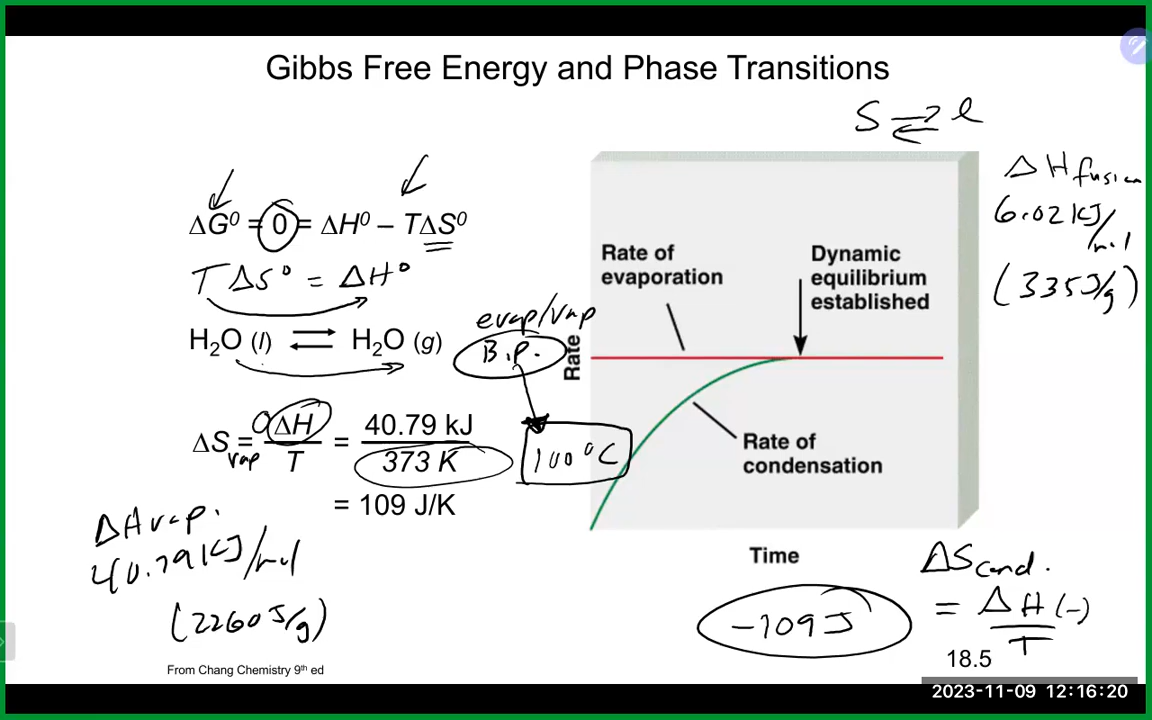 Gibbs Free Energy and Phase Transitions
S ⇌ l
ΔG⁰ = 0 = ΔH⁰ – TΔS⁰
TΔS° = ΔH°
H₂O (l) ⇌ H₂O (g)
evap/vap
B.p.
100°C
ΔS vap = ΔH / T = 40.79 kJ / 373 K
= 109 J/K
ΔH vap.
40.79 kJ/mol
(2260 J/g)
From Chang Chemistry 9th ed
Rate of
evaporation
Dynamic
equilibrium
established
Rate
Rate of
condensation
Time
ΔH fusion
6.02 kJ/mol
(335 J/g)
ΔS cond.
= ΔH (-) / T
-109 J
18.5
2023-11-09 12:16:20